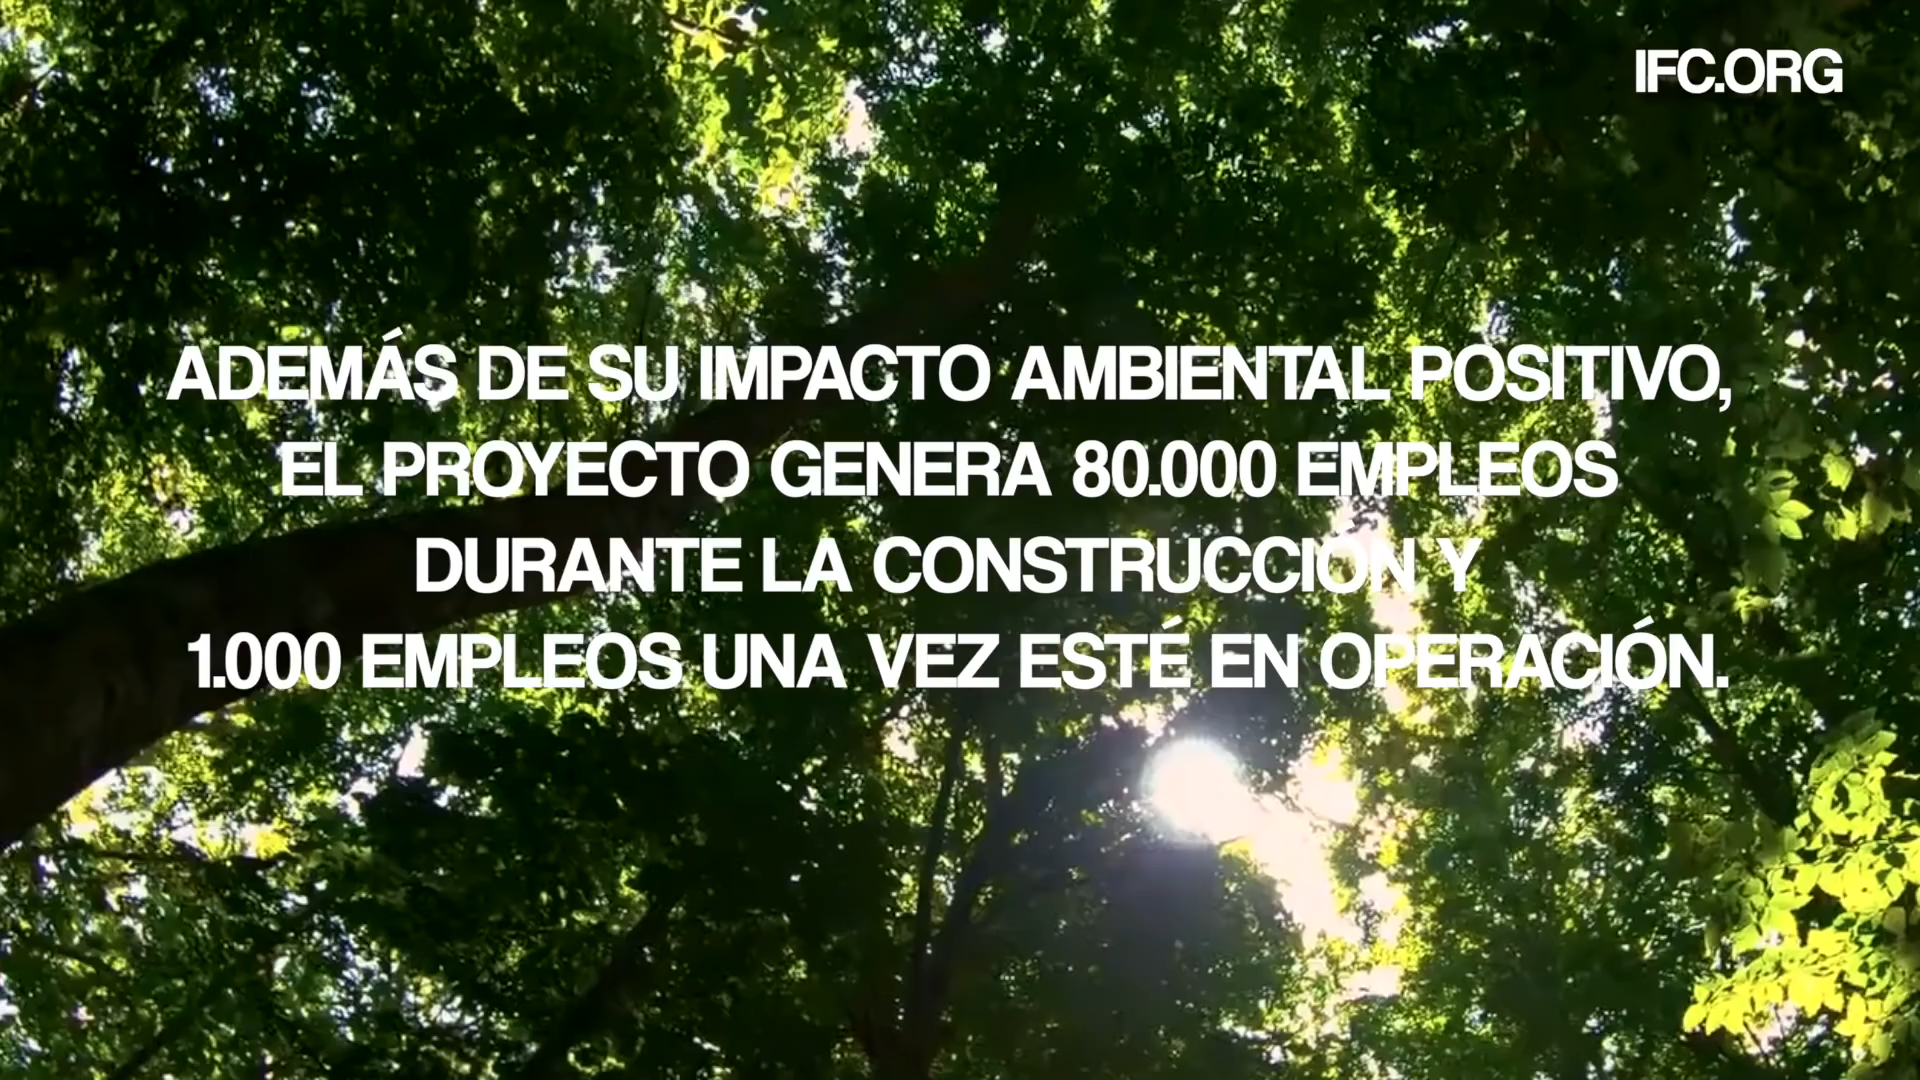 IFC.ORG
ADEMÁS DE SU IMPACTO AMBIENTAL POSITIVO,
EL PROYECTO GENERA 80.000 EMPLEOS
DURANTE LA CONSTRUCCIÓN Y
1.000 EMPLEOS UNA VEZ ESTÉ EN OPERACIÓN.